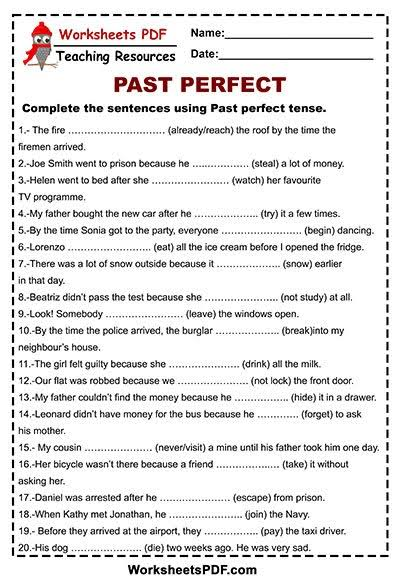 Worksheets PDF
Teaching Resources
Name:______________________
Date:______________________
PAST PERFECT
Complete the sentences using Past perfect tense.
1.- The fire ………………………… (already/reach) the roof by the time the
firemen arrived.
2.-Joe Smith went to prison because he …..………… (steal) a lot of money.
3.-Helen went to bed after she ………………… (watch) her favourite
TV programme.
4.-My father bought the new car after he ……………….. (try) it a few times.
5.-By the time Sonia got to the party, everyone …………………. (begin) dancing.
6.-Lorenzo …………………….. (eat) all the ice cream before I opened the fridge.
7.-There was a lot of snow outside because it ……………….. (snow) earlier
in that day.
8.-Beatriz didn’t pass the test because she ………………….. (not study) at all.
9.-Look! Somebody …………………… (leave) the windows open.
10.-By the time the police arrived, the burglar ……………….. (break)into my
neighbour’s house.
11.-The girl felt guilty because she …………………. (drink) all the milk.
12.-Our flat was robbed because we …………………. (not lock) the front door.
13.-My father couldn’t find the money because he …………….. (hide) it in a drawer.
14.-Leonard didn’t have money for the bus because he …………. (forget) to ask
his mother.
15.- My cousin ………………… (never/visit) a mine until his father took him one day.
16.-Her bicycle wasn’t there because a friend …………….…. (take) it without
asking her.
17.-Daniel was arrested after he ………………… (escape) from prison.
18.-When Kathy met Jonathan, he ……………… (join) the Navy.
19.- Before they arrived at the airport, they …………… (pay) the taxi driver.
20.-His dog ………………….. (die) two weeks ago. He was very sad.
WorksheetsPDF.com